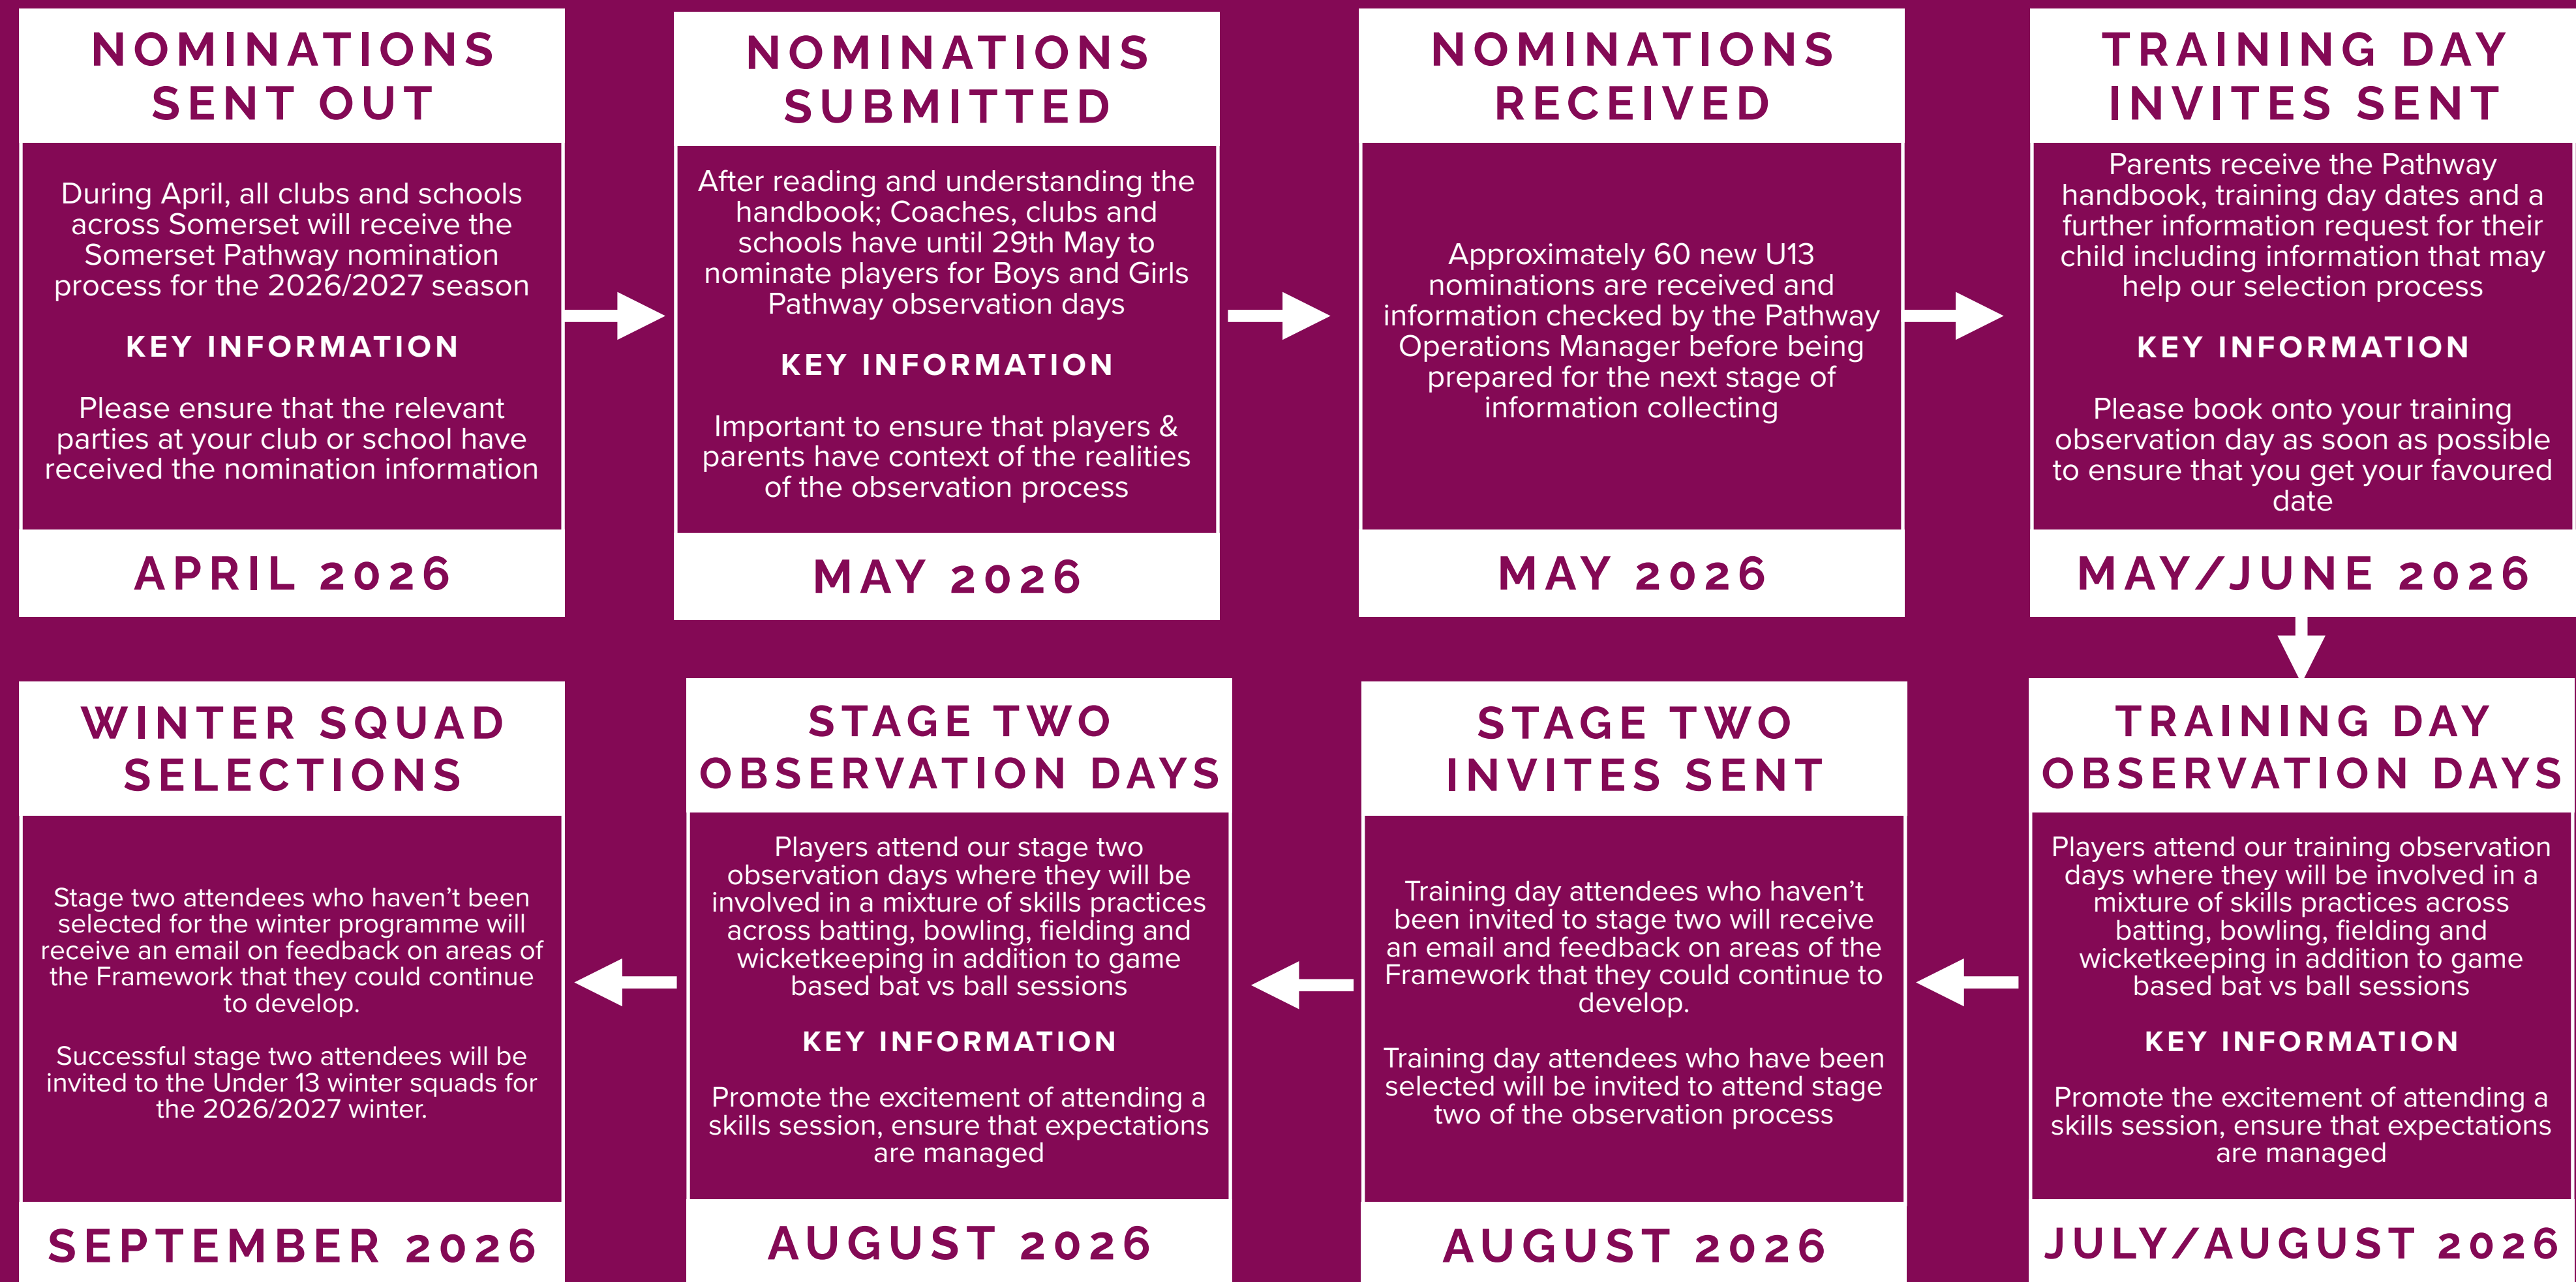 NOMINATIONS
SENT OUT
During April, all clubs and schools
across Somerset will receive the
Somerset Pathway nomination
process for the 2026/2027 season
KEY INFORMATION
Please ensure that the relevant
parties at your club or school have
received the nomination information
APRIL 2026
NOMINATIONS
SUBMITTED
After reading and understanding the
handbook; Coaches, clubs and
schools have until 29th May to
nominate players for Boys and Girls
Pathway observation days
KEY INFORMATION
Important to ensure that players &
parents have context of the realities
of the observation process
MAY 2026
NOMINATIONS
RECEIVED
Approximately 60 new U13
nominations are received and
information checked by the Pathway
Operations Manager before being
prepared for the next stage of
information collecting
MAY 2026
TRAINING DAY
INVITES SENT
Parents receive the Pathway
handbook, training day dates and a
further information request for their
child including information that may
help our selection process
KEY INFORMATION
Please book onto your training
observation day as soon as possible
to ensure that you get your favoured
date
MAY/JUNE 2026
TRAINING DAY
OBSERVATION DAYS
Players attend our training observation
days where they will be involved in a
mixture of skills practices across
batting, bowling, fielding and
wicketkeeping in addition to game
based bat vs ball sessions
KEY INFORMATION
Promote the excitement of attending a
skills session, ensure that expectations
are managed
JULY/AUGUST 2026
STAGE TWO
INVITES SENT
Training day attendees who haven't
been invited to stage two will receive
an email and feedback on areas of the
Framework that they could continue to
develop.
Training day attendees who have been
selected will be invited to attend stage
two of the observation process
AUGUST 2026
STAGE TWO
OBSERVATION DAYS
Players attend our stage two
observation days where they will be
involved in a mixture of skills practices
across batting, bowling, fielding and
wicketkeeping in addition to game
based bat vs ball sessions
KEY INFORMATION
Promote the excitement of attending a
skills session, ensure that expectations
are managed
AUGUST 2026
WINTER SQUAD
SELECTIONS
Stage two attendees who haven't been
selected for the winter programme will
receive an email on feedback on areas of
the Framework that they could continue
to develop.
Successful stage two attendees will be
invited to the Under 13 winter squads for
the 2026/2027 winter.
SEPTEMBER 2026